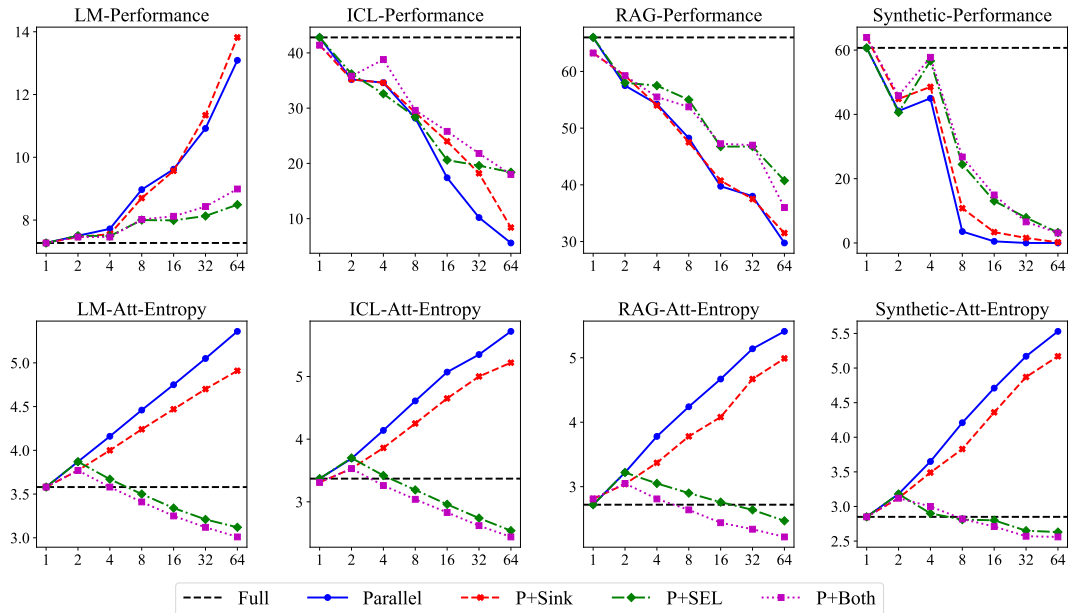 LM-Performance
14
12
10
8
1 2 4 8 16 32 64
ICL-Performance
40
30
20
10
1 2 4 8 16 32 64
RAG-Performance
60
50
40
30
1 2 4 8 16 32 64
Synthetic-Performance
60
40
20
0
1 2 4 8 16 32 64
LM-Att-Entropy
5.0
4.5
4.0
3.5
3.0
1 2 4 8 16 32 64
ICL-Att-Entropy
5
4
3
1 2 4 8 16 32 64
RAG-Att-Entropy
5
4
3
1 2 4 8 16 32 64
Synthetic-Att-Entropy
5.5
5.0
4.5
4.0
3.5
3.0
2.5
1 2 4 8 16 32 64
Full Parallel P+Sink P+SEL P+Both